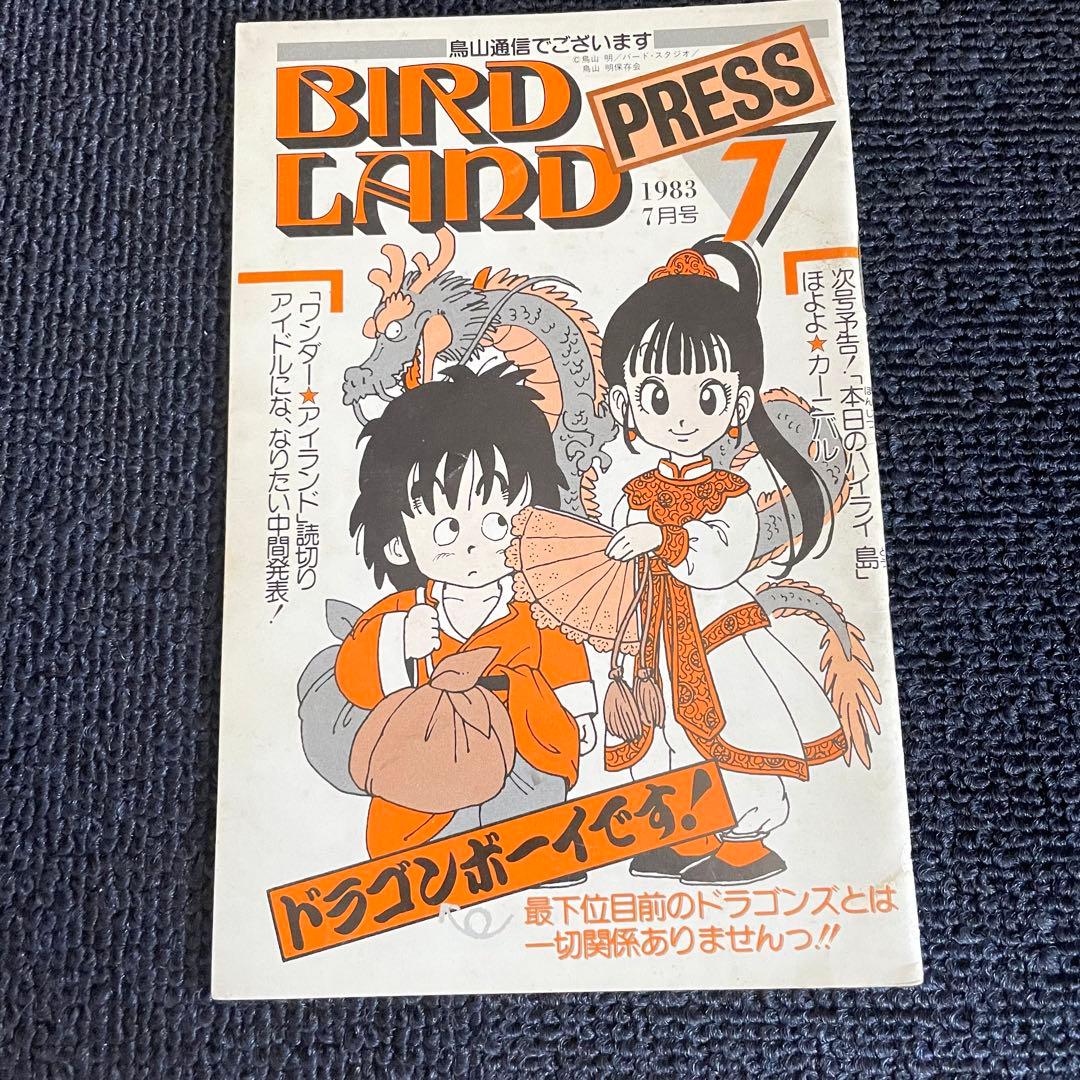 鳥山通信でございます
©鳥山 明／バード・スタジオ／
鳥山 明保存会
BIRD
LAND
PRESS
1983
7月号
7
次号予告！「本日のハイライ島」
ほよよ★カーニバル
「ワンダー★アイランド」読切り
アイドルにな、なりたい中間発表！
ドラゴンボーイです！
最下位目前のドラゴンズとは
一切関係ありませんっ!!